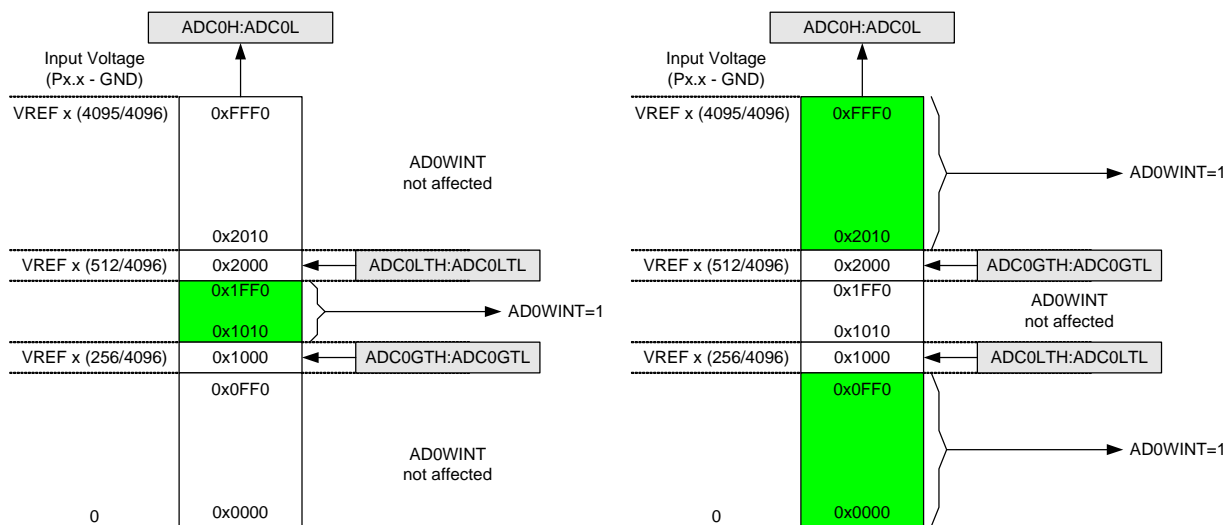 ADC0H:ADC0L
Input Voltage
(Px.x - GND)
VREF x (4095/4096)
0xFFF0
AD0WINT
not affected
0x2010
VREF x (512/4096)
0x2000
ADC0LTH:ADC0LTL
0x1FF0
AD0WINT=1
0x1010
VREF x (256/4096)
0x1000
ADC0GTH:ADC0GTL
0x0FF0
AD0WINT
not affected
0
0x0000
ADC0H:ADC0L
Input Voltage
(Px.x - GND)
VREF x (4095/4096)
0xFFF0
AD0WINT=1
0x2010
VREF x (512/4096)
0x2000
ADC0GTH:ADC0GTL
0x1FF0
AD0WINT
not affected
0x1010
VREF x (256/4096)
0x1000
ADC0LTH:ADC0LTL
0x0FF0
AD0WINT=1
0
0x0000